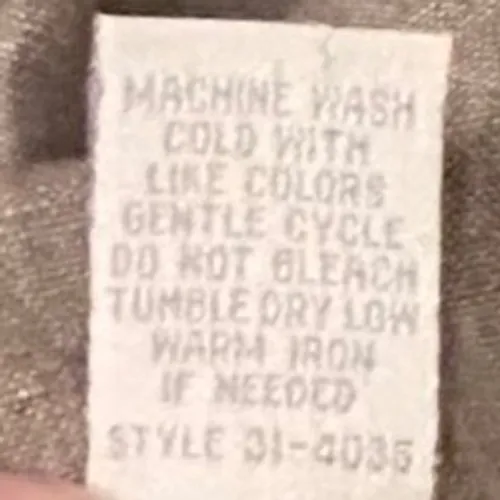 MACHINE WASH
COLD WITH
LIKE COLORS
GENTLE CYCLE
DO NOT BLEACH
TUMBLE DRY LOW
WARM IRON
IF NEEDED
STYLE 31-4035